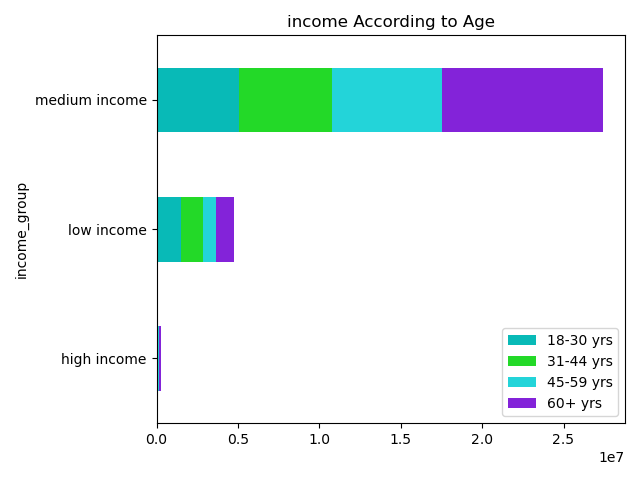 income According to Age
medium income
low income
high income
income_group
18-30 yrs
31-44 yrs
45-59 yrs
60+ yrs
0.0 0.5 1.0 1.5 2.0 2.5
1e7